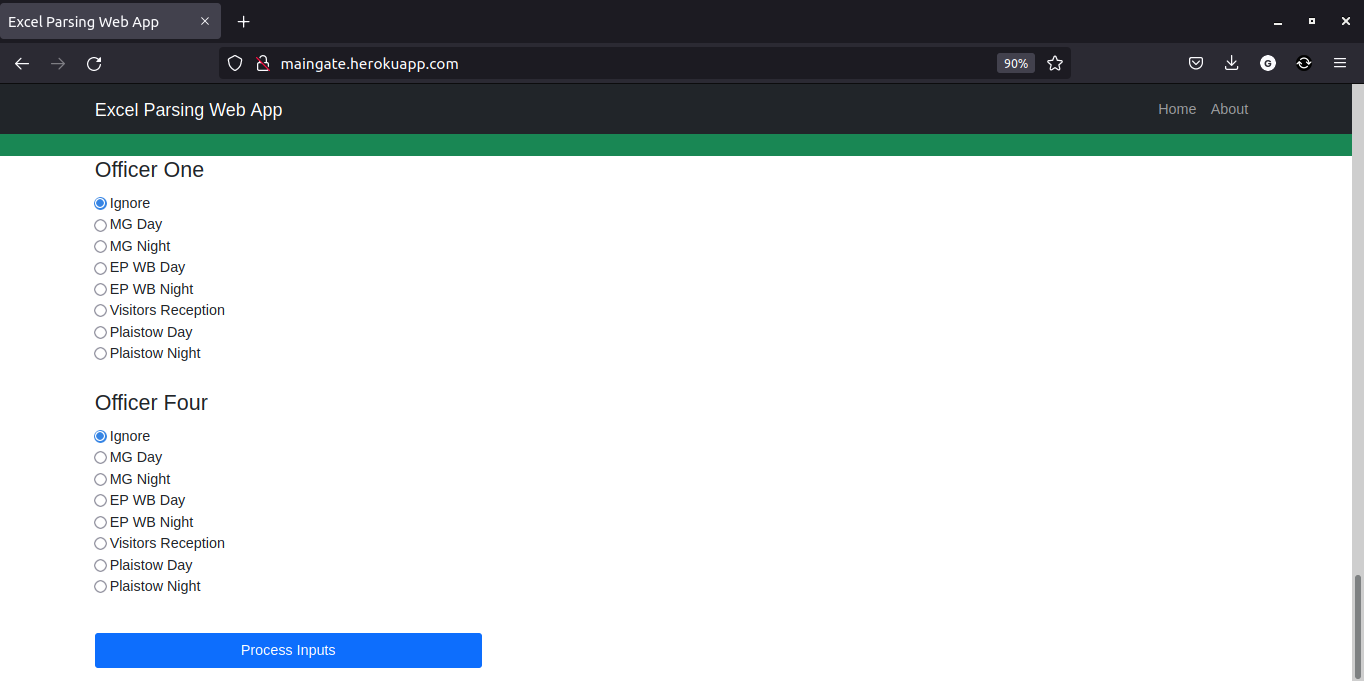 Excel Parsing Web App
maingate.herokuapp.com 90% G
Excel Parsing Web App Home About
Officer One
Ignore
MG Day
MG Night
EP WB Day
EP WB Night
Visitors Reception
Plaistow Day
Plaistow Night
Officer Four
Ignore
MG Day
MG Night
EP WB Day
EP WB Night
Visitors Reception
Plaistow Day
Plaistow Night
Process Inputs